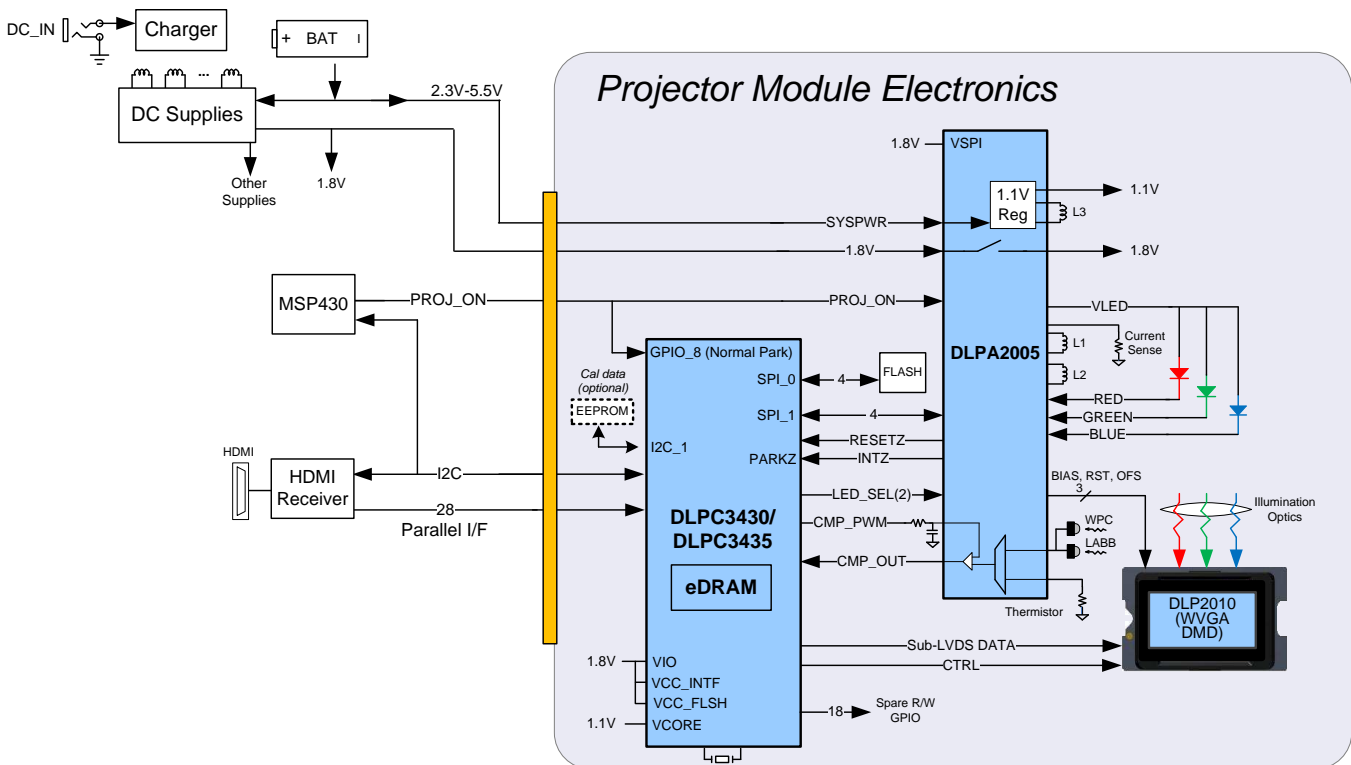 DC_IN
Charger
+ BAT I
DC Supplies
2.3V-5.5V
Other
Supplies
1.8V
Projector Module Electronics
1.8V
VSPI
1.1V
Reg
1.1V
L3
SYSPWR
1.8V
1.8V
MSP430
PROJ_ON
PROJ_ON
VLED
DLPA2005
Current
Sense
L1
L2
GPIO_8 (Normal Park)
SPI_0
4
FLASH
Cal data
(optional)
EEPROM
SPI_1
4
RED
GREEN
BLUE
I2C_1
RESETZ
PARKZ
INTZ
HDMI
HDMI
Receiver
I2C
28
Parallel I/F
LED_SEL(2)
BIAS, RST, OFS
3
Illumination
Optics
DLPC3430/
DLPC3435
CMP_PWM
WPC
LABB
CMP_OUT
eDRAM
Thermistor
DLP2010
(WVGA
DMD)
Sub-LVDS DATA
CTRL
1.8V
VIO
VCC_INTF
VCC_FLSH
1.1V
VCORE
18
Spare R/W
GPIO